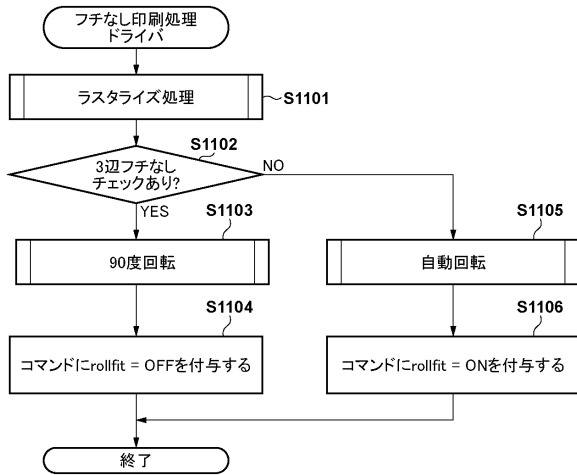 フチなし印刷処理
ドライバ
ラスタライズ処理
S1101
S1102
3辺フチなし
チェックあり?
NO
YES
S1103
90度回転
S1105
自動回転
S1104
コマンドにrollfit = OFFを付与する
S1106
コマンドにrollfit = ONを付与する
終了